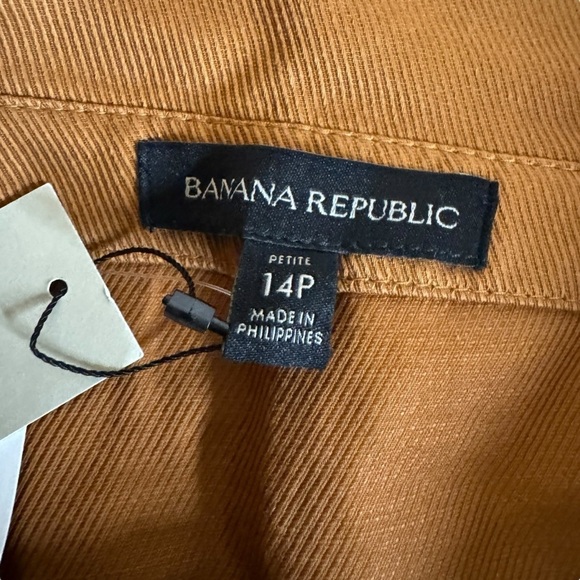 BANANA REPUBLIC
PETITE
14P
MADE IN
PHILIPPINES